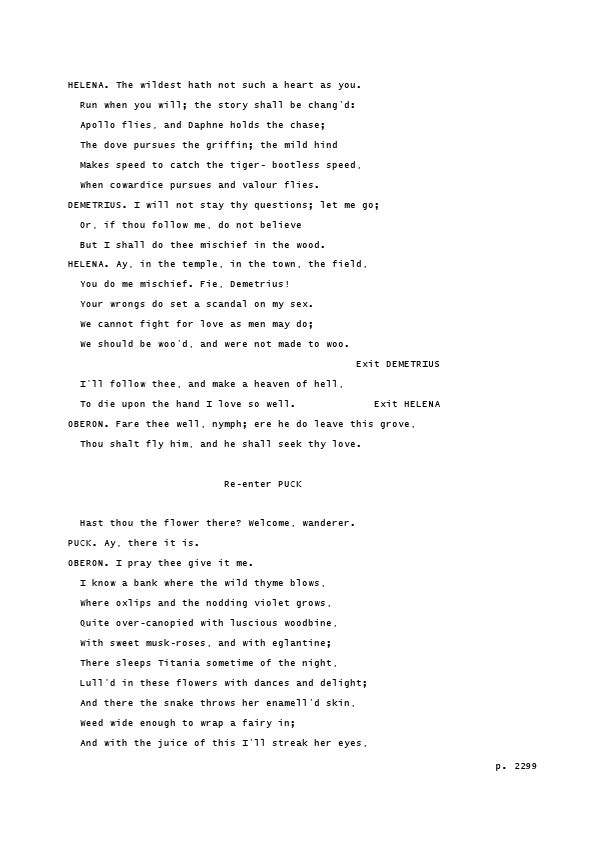 HELENA. The wildest hath not such a heart as you.
Run when you will; the story shall be chang'd:
Apollo flies, and Daphne holds the chase;
The dove pursues the griffin; the mild hind
Makes speed to catch the tiger- bootless speed,
When cowardice pursues and valour flies.
DEMETRIUS. I will not stay thy questions; let me go;
Or, if thou follow me, do not believe
But I shall do thee mischief in the wood.
HELENA. Ay, in the temple, in the town, the field,
You do me mischief. Fie, Demetrius!
Your wrongs do set a scandal on my sex.
We cannot fight for love as men may do;
We should be woo'd, and were not made to woo.
Exit DEMETRIUS
I'll follow thee, and make a heaven of hell,
To die upon the hand I love so well. Exit HELENA
OBERON. Fare thee well, nymph; ere he do leave this grove,
Thou shalt fly him, and he shall seek thy love.
Re-enter PUCK
Hast thou the flower there? Welcome, wanderer.
PUCK. Ay, there it is.
OBERON. I pray thee give it me.
I know a bank where the wild thyme blows,
Where oxlips and the nodding violet grows,
Quite over-canopied with luscious woodbine,
With sweet musk-roses, and with eglantine;
There sleeps Titania sometime of the night,
Lull'd in these flowers with dances and delight;
And there the snake throws her enamell'd skin,
Weed wide enough to wrap a fairy in;
And with the juice of this I'll streak her eyes,
p. 2299